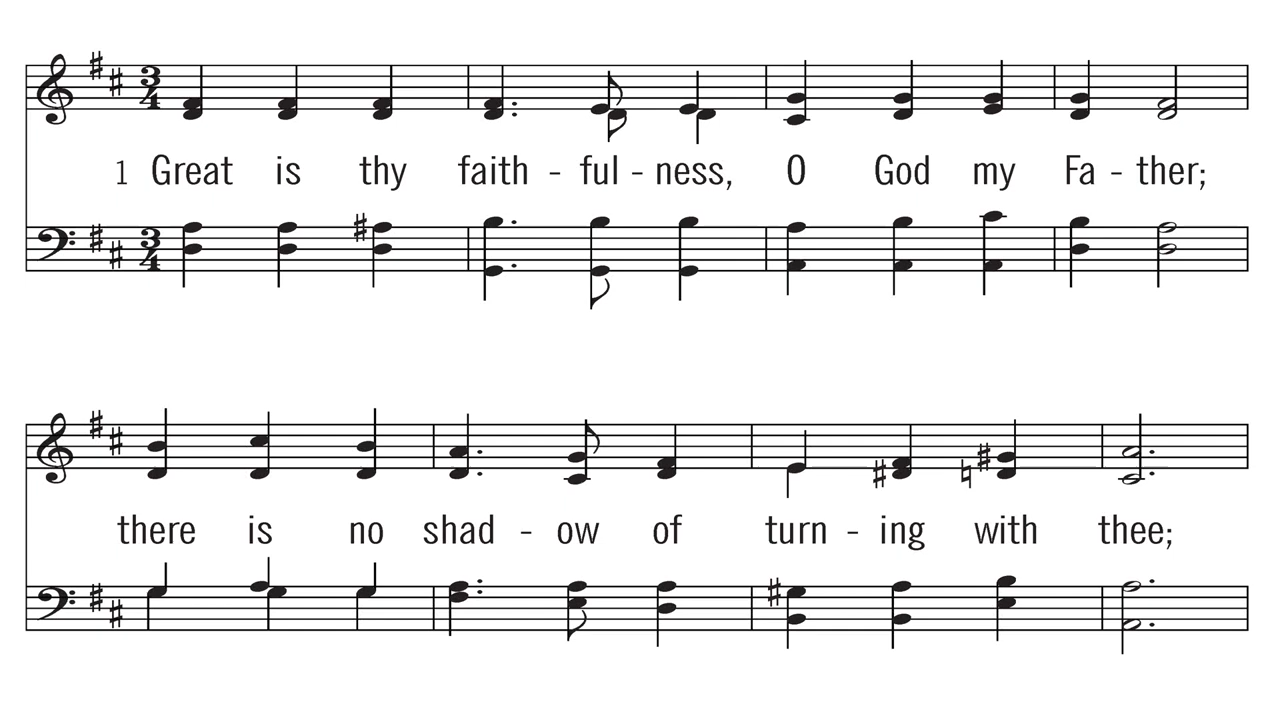 1 Great is thy faith - ful - ness, O God my Fa - ther;
there is no shad - ow of turn - ing with thee;